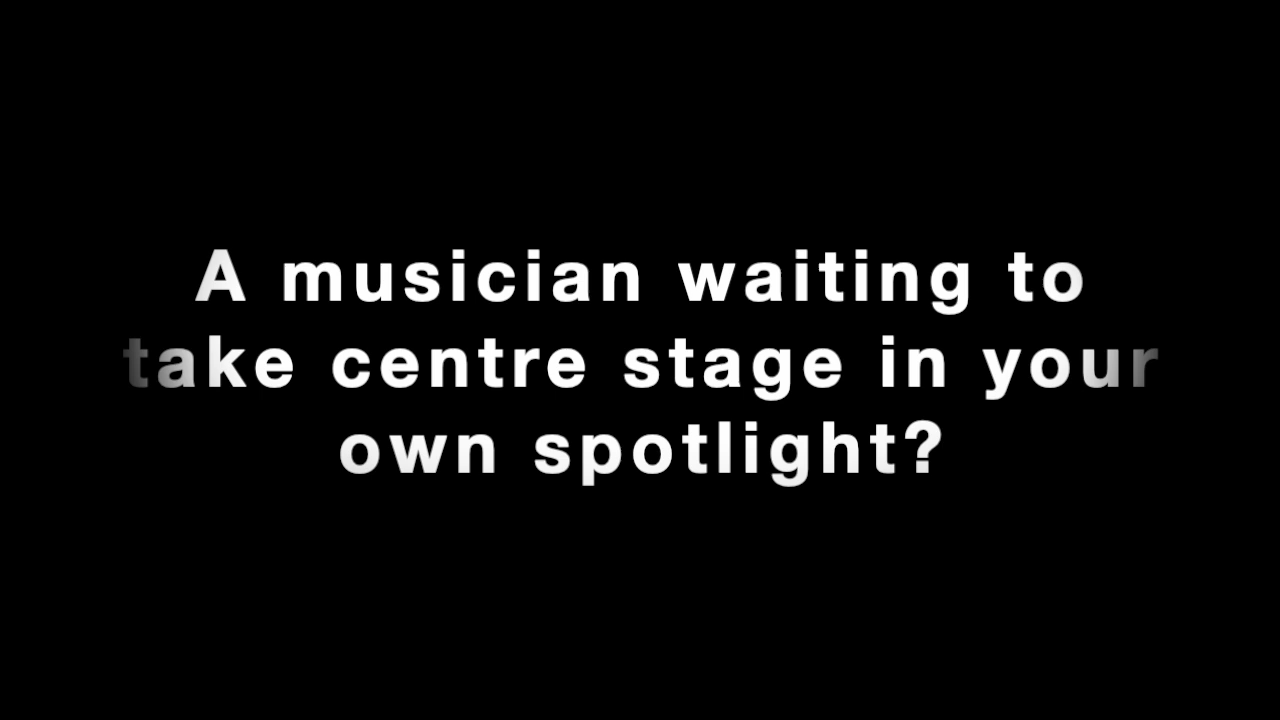 A musician waiting to
take centre stage in your
own spotlight?